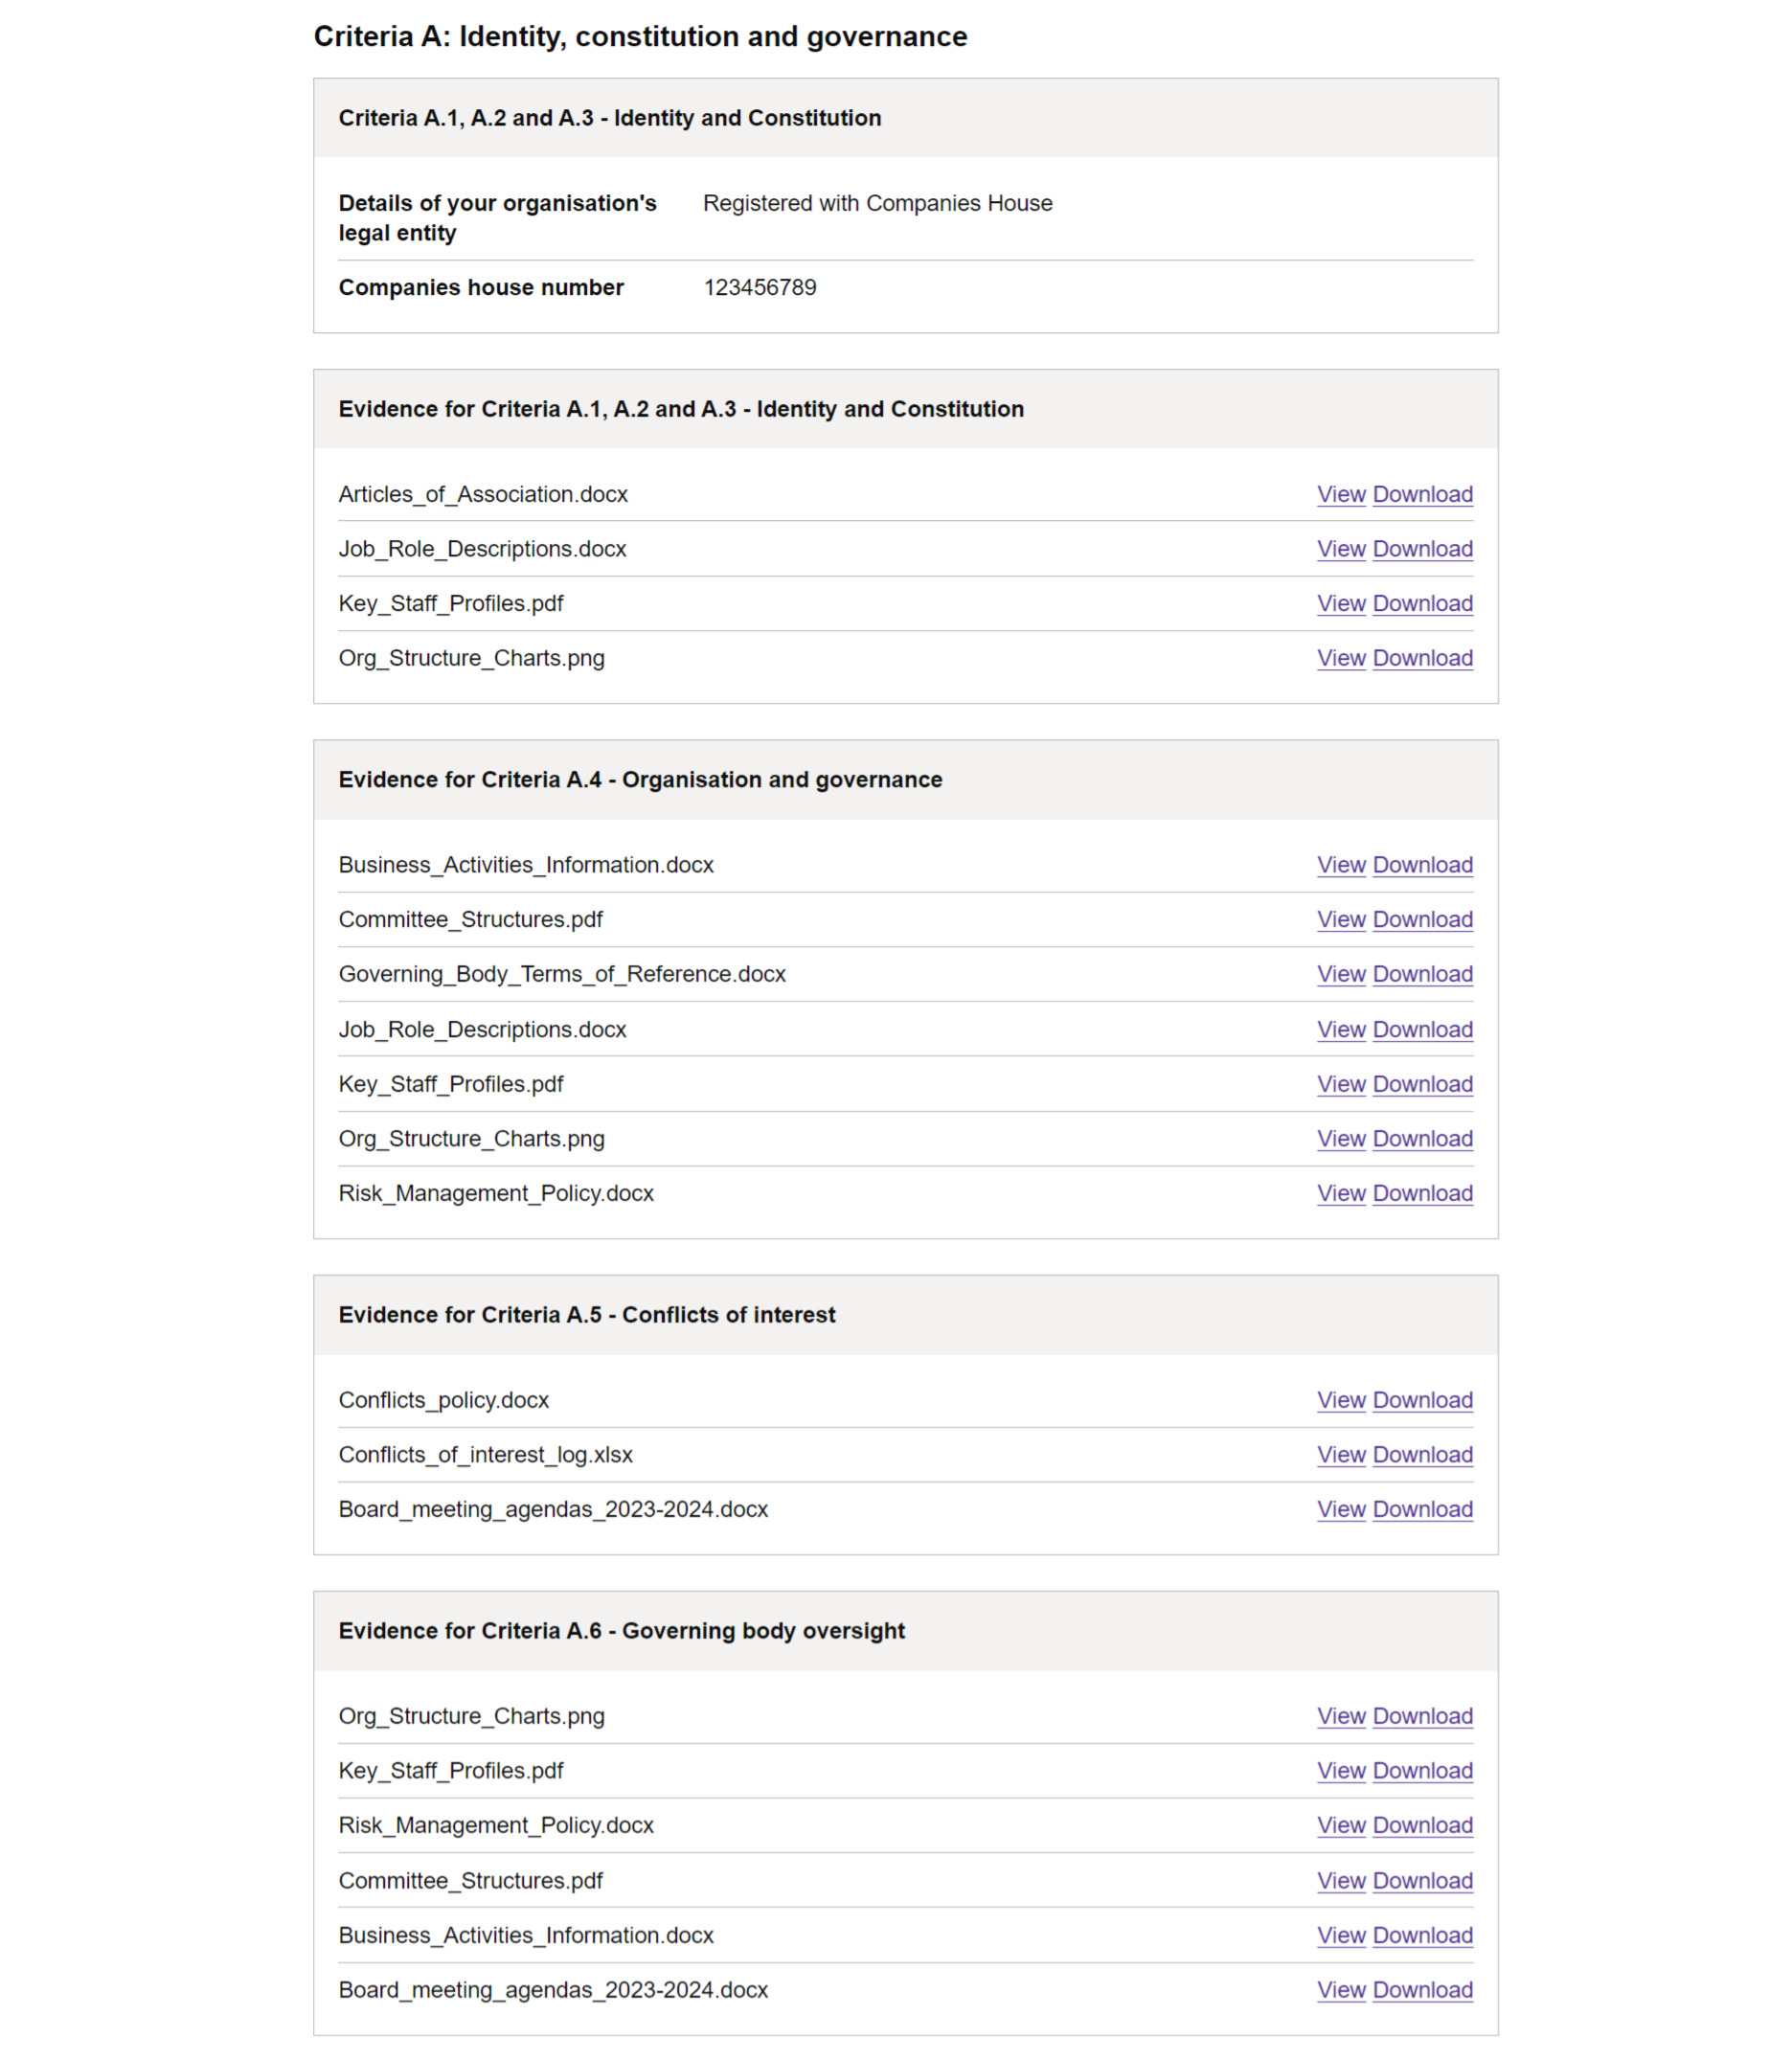 Criteria A: Identity, constitution and governance
Criteria A.1, A.2 and A.3 - Identity and Constitution
Details of your organisation's Registered with Companies House
legal entity
Companies house number 123456789
Evidence for Criteria A.1, A.2 and A.3 - Identity and Constitution
Articles_of_Association.docx View Download
Job_Role_Descriptions.docx View Download
Key_Staff_Profiles.pdf View Download
Org_Structure_Charts.png View Download
Evidence for Criteria A.4 - Organisation and governance
Business_Activities_Information.docx View Download
Committee_Structures.pdf View Download
Governing_Body_Terms_of_Reference.docx View Download
Job_Role_Descriptions.docx View Download
Key_Staff_Profiles.pdf View Download
Org_Structure_Charts.png View Download
Risk_Management_Policy.docx View Download
Evidence for Criteria A.5 - Conflicts of interest
Conflicts_policy.docx View Download
Conflicts_of_interest_log.xlsx View Download
Board_meeting_agendas_2023-2024.docx View Download
Evidence for Criteria A.6 - Governing body oversight
Org_Structure_Charts.png View Download
Key_Staff_Profiles.pdf View Download
Risk_Management_Policy.docx View Download
Committee_Structures.pdf View Download
Business_Activities_Information.docx View Download
Board_meeting_agendas_2023-2024.docx View Download